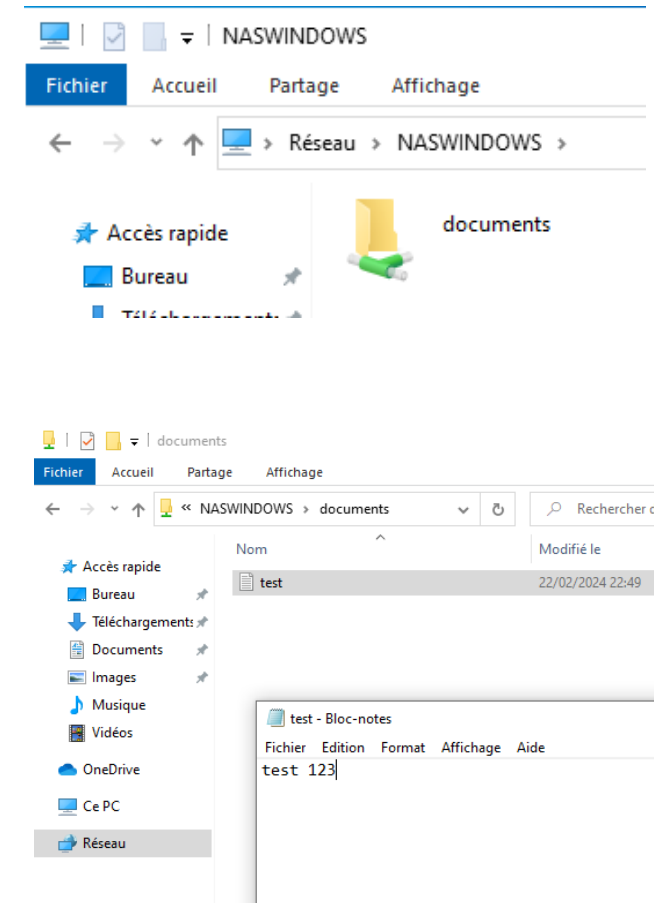 NASWINDOWS
Fichier Accueil Partage Affichage
Réseau NASWINDOWS
Accès rapide
documents
Bureau
documents
Fichier Accueil Partage Affichage
« NASWINDOWS documents
Rechercher
Nom Modifié le
Accès rapide
test 22/02/2024 22:49
Bureau
Téléchargements
Documents
Images
Musique
Vidéos
OneDrive
Ce PC
Réseau
test - Bloc-notes
Fichier Edition Format Affichage Aide
test 123